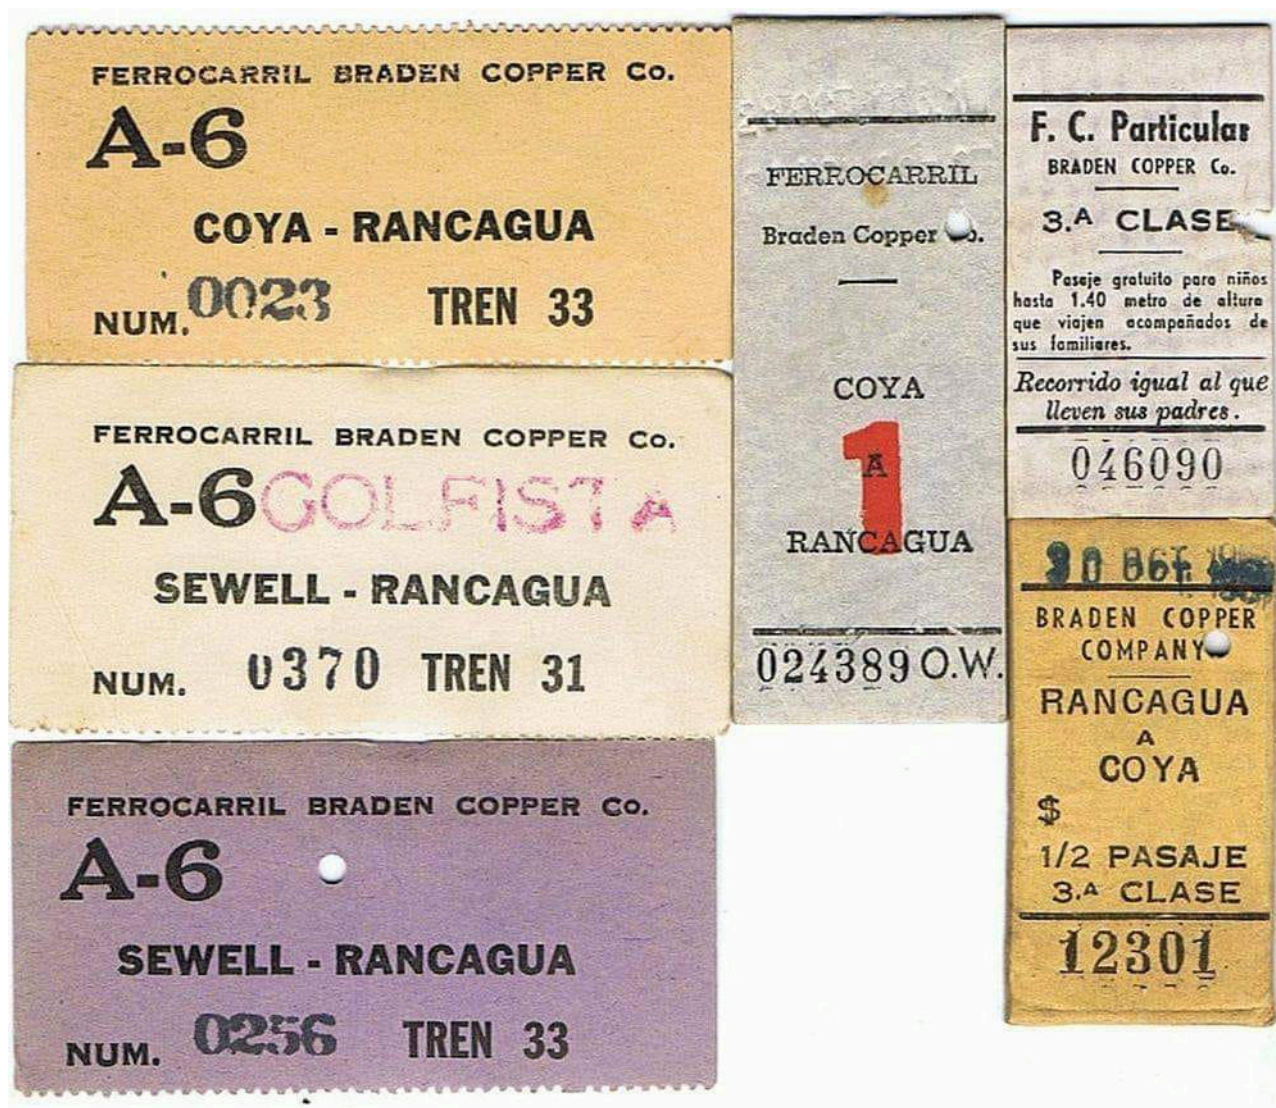 FERROCARRIL BRADEN COPPER Co.
A-6
COYA - RANCAGUA
NUM. 0023 TREN 33
FERROCARRIL BRADEN COPPER Co.
A-6 GOLFISTA
SEWELL - RANCAGUA
NUM. 0370 TREN 31
FERROCARRIL BRADEN COPPER Co.
A-6
SEWELL - RANCAGUA
NUM. 0256 TREN 33
FERROCARRIL
Braden Copper Co.
COYA
1
A
RANCAGUA
024389 O.W.
F. C. Particular
BRADEN COPPER Co.
3.A CLASE
Pasaje gratuito para niños
hasta 1.40 metro de altura
que viajen acompañados de
sus familiares.
Recorrido igual al que
lleven sus padres.
046090
30 OCT.
BRADEN COPPER
COMPANY
RANCAGUA
A
COYA
$
1/2 PASAJE
3.A CLASE
12301